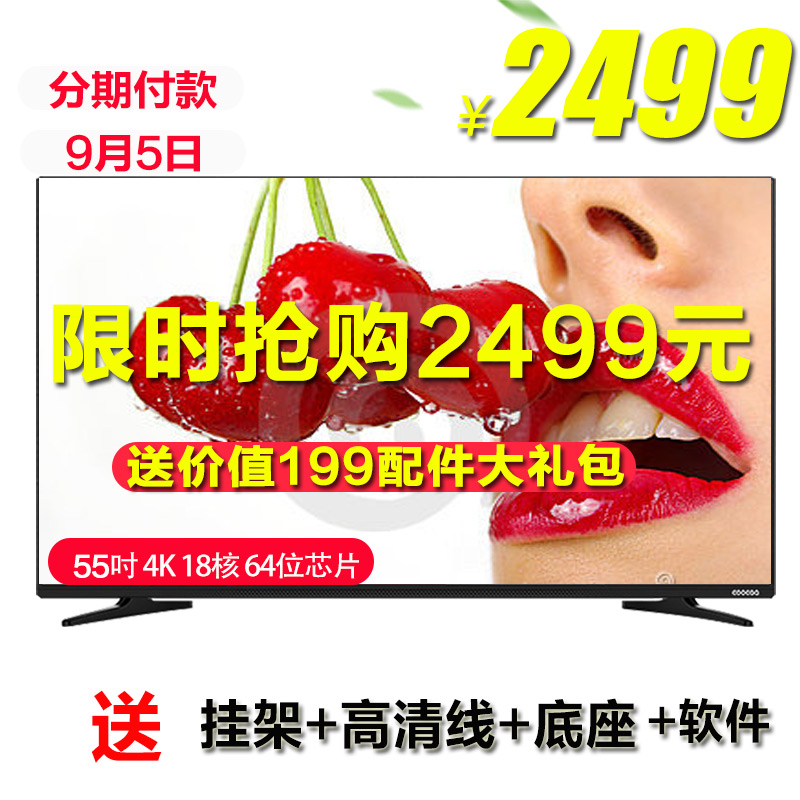 ¥2499
分期付款
9月5日
限时抢购2499元
送价值199配件大礼包
55吋 4K 18核 64位芯片
coocaa
送 挂架+高清线+底座+软件